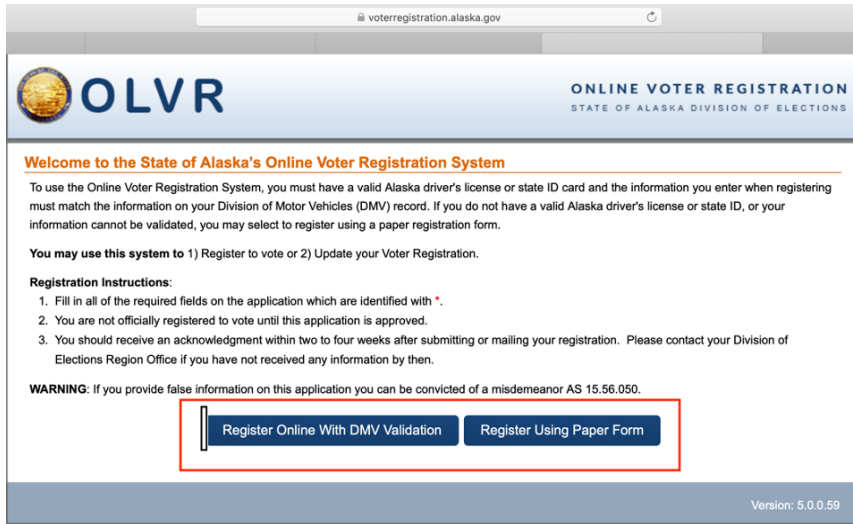 voterregistration.alaska.gov
OLVR
ONLINE VOTER REGISTRATION
STATE OF ALASKA DIVISION OF ELECTIONS
Welcome to the State of Alaska's Online Voter Registration System
To use the Online Voter Registration System, you must have a valid Alaska driver's license or state ID card and the information you enter when registering
must match the information on your Division of Motor Vehicles (DMV) record. If you do not have a valid Alaska driver's license or state ID, or your
information cannot be validated, you may select to register using a paper registration form.
You may use this system to 1) Register to vote or 2) Update your Voter Registration.
Registration Instructions:
1. Fill in all of the required fields on the application which are identified with *.
2. You are not officially registered to vote until this application is approved.
3. You should receive an acknowledgment within two to four weeks after submitting or mailing your registration. Please contact your Division of
Elections Region Office if you have not received any information by then.
WARNING: If you provide false information on this application you can be convicted of a misdemeanor AS 15.56.050.
Register Online With DMV Validation
Register Using Paper Form
Version: 5.0.0.59